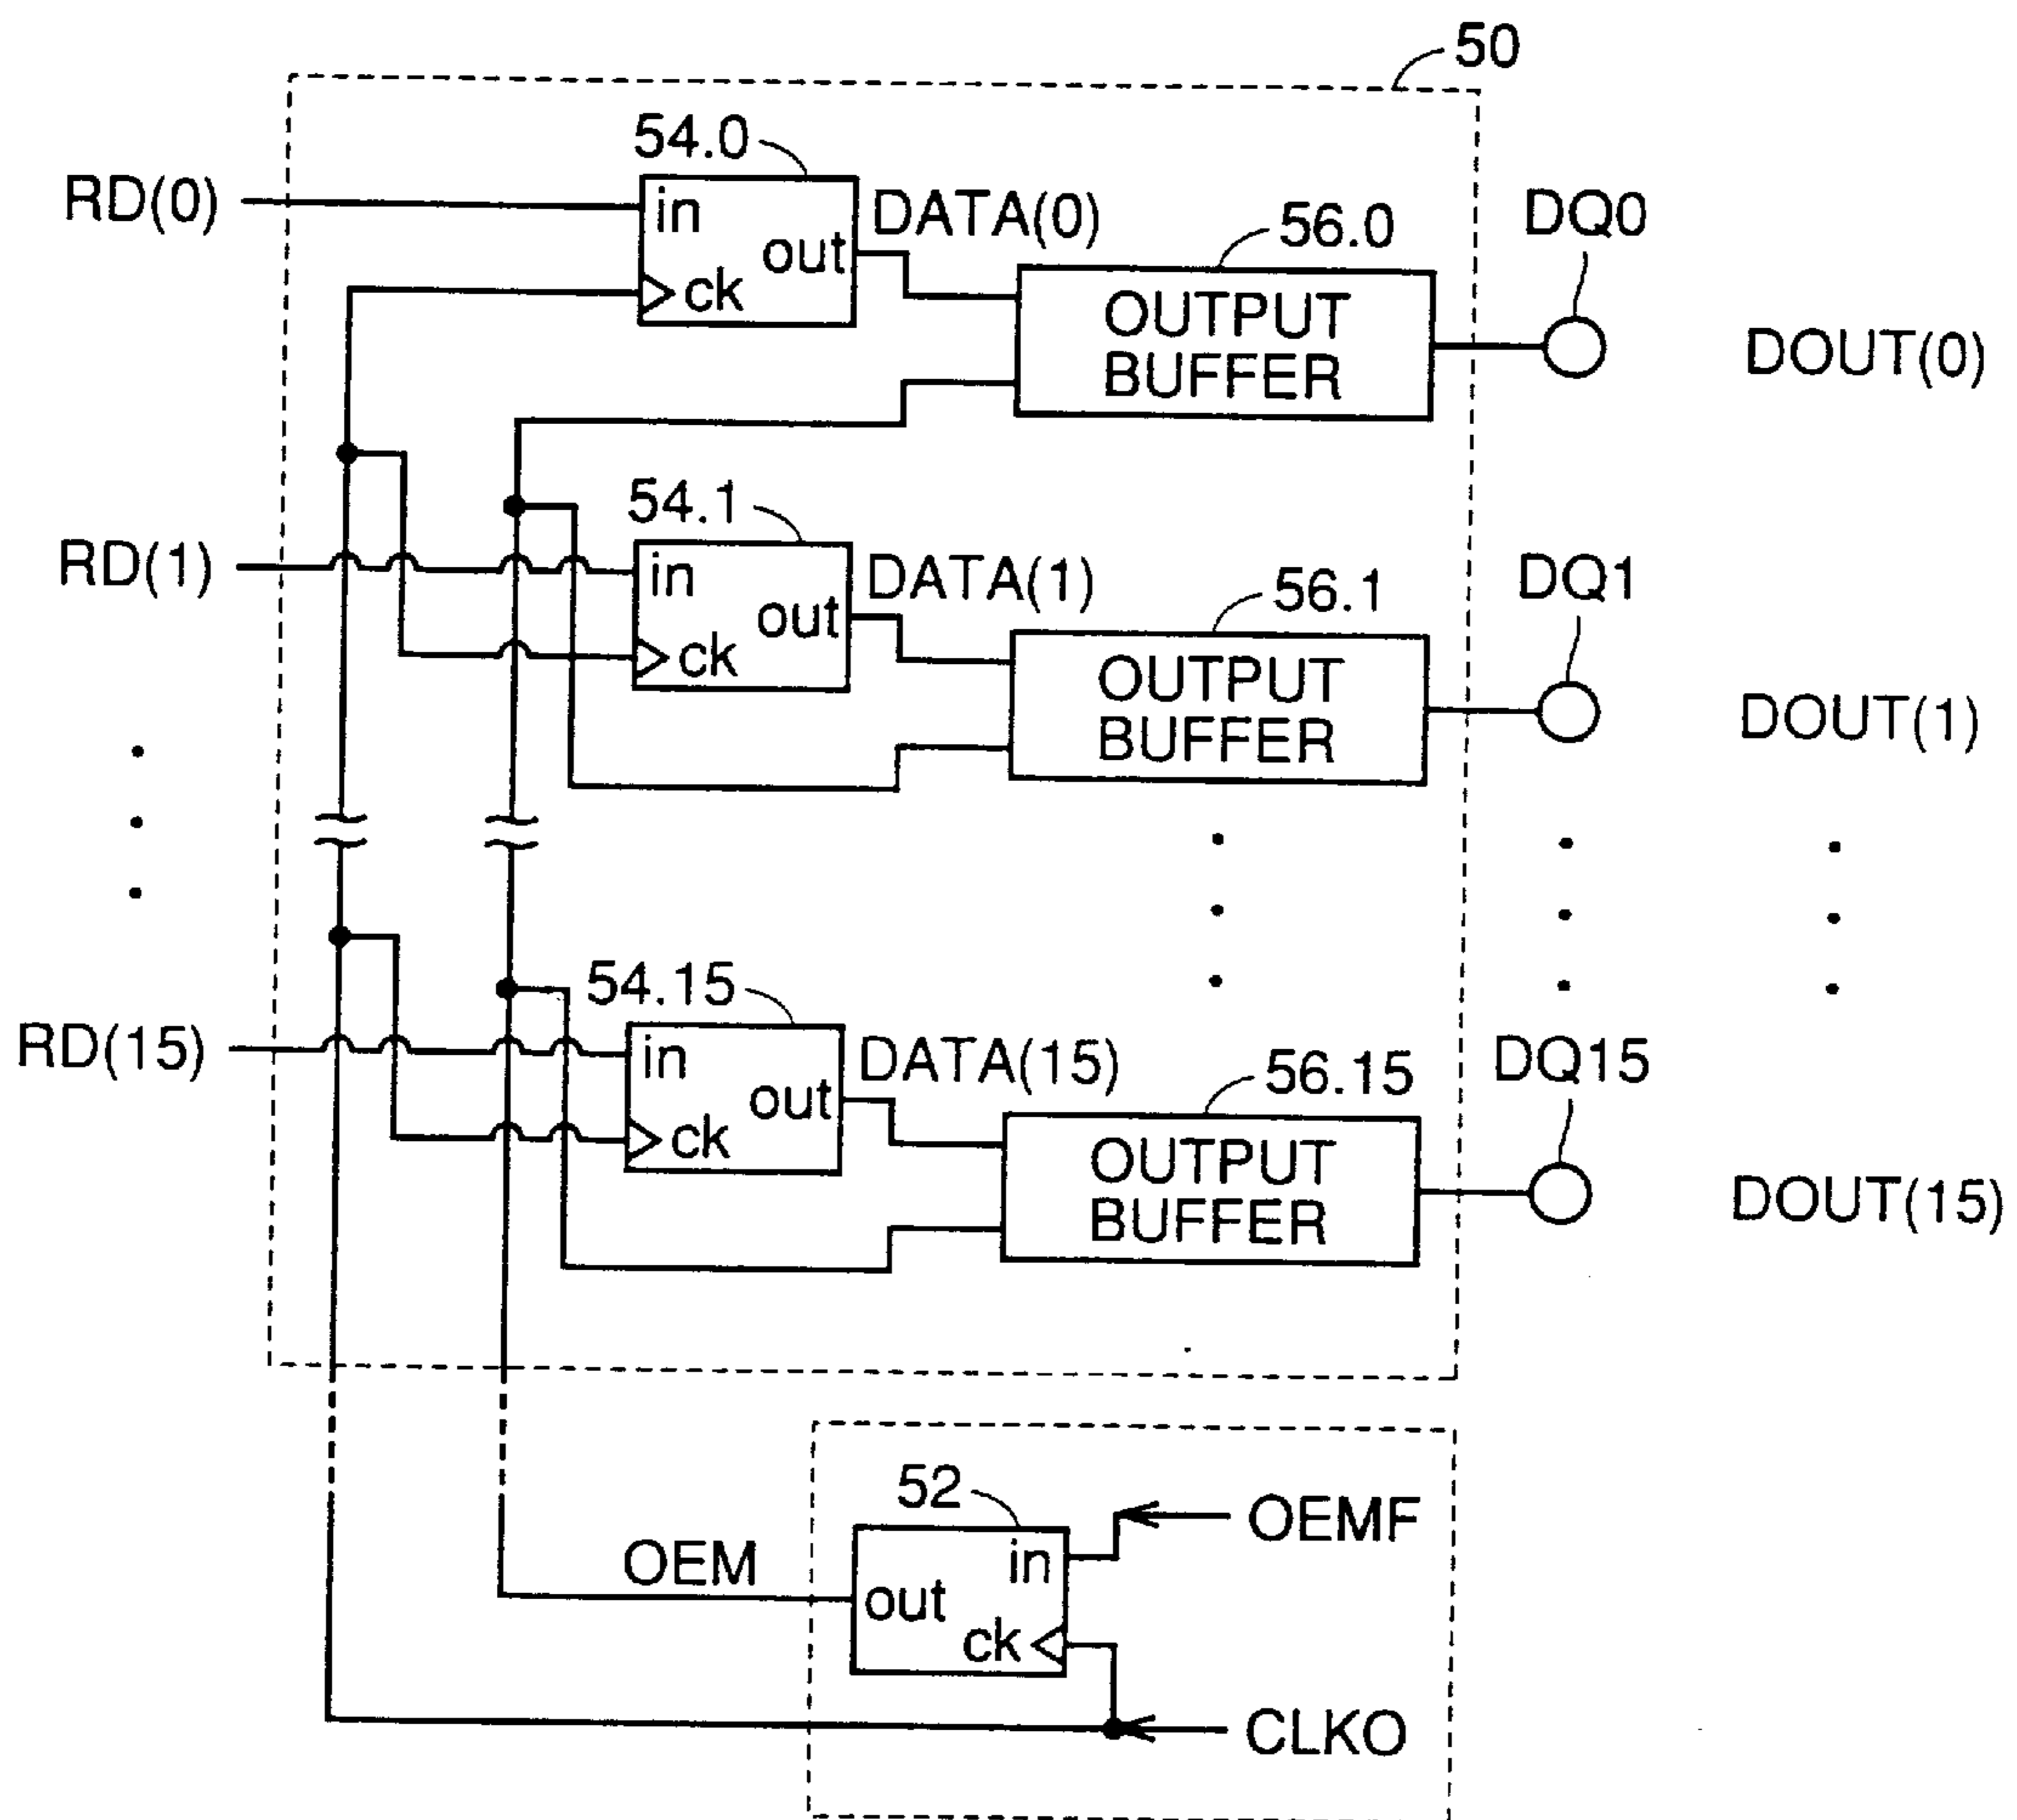 50
54.0
RD(0)
in
out
ck
DATA(0)
56.0
DQ0
OUTPUT
BUFFER
DOUT(0)
54.1
RD(1)
in
out
ck
DATA(1)
56.1
DQ1
OUTPUT
BUFFER
DOUT(1)
54.15
RD(15)
in
out
ck
DATA(15)
56.15
DQ15
OUTPUT
BUFFER
DOUT(15)
52
OEMF
OEM
in
out
ck
CLKO